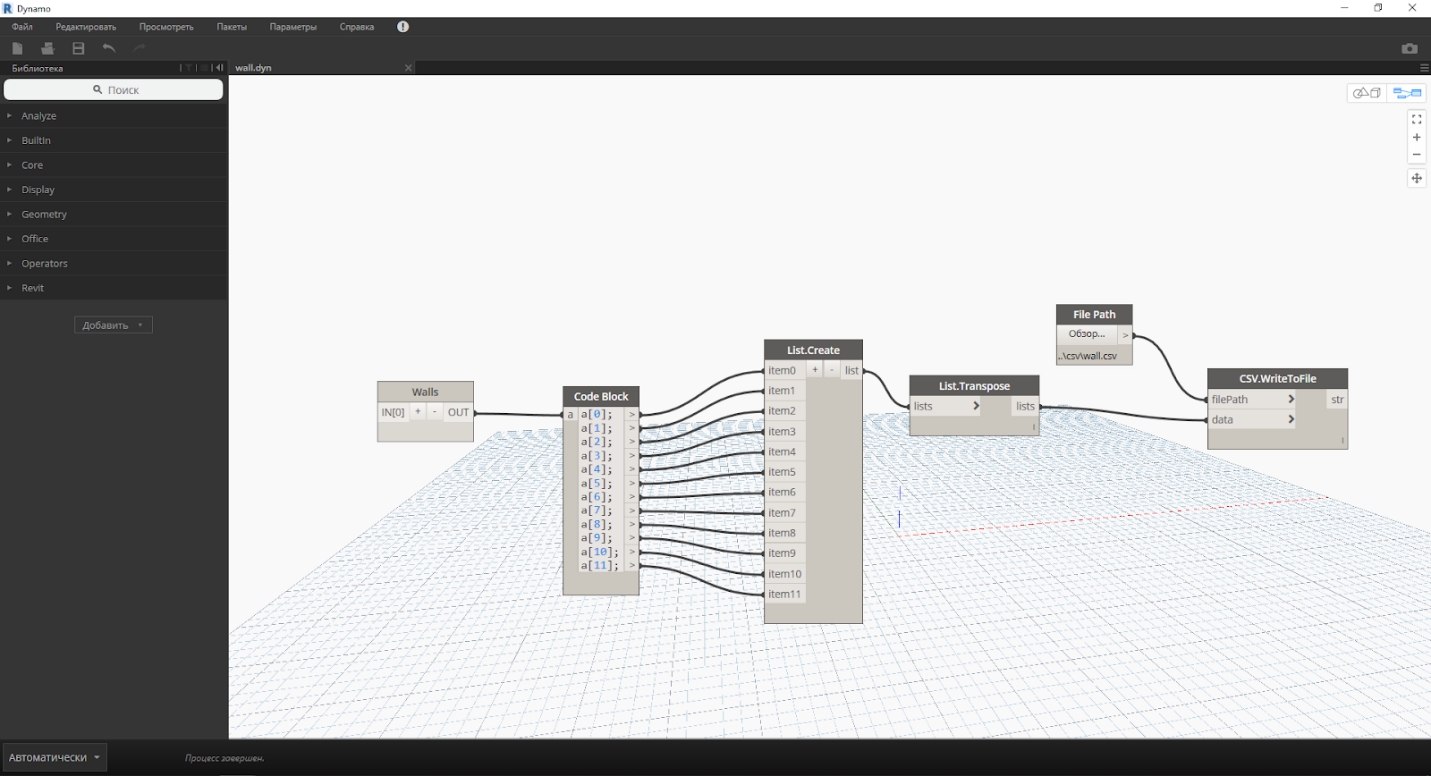 Dynamo
Файл Редактировать Просмотреть Пакеты Параметры Справка
Библиотека
wall.dyn
Поиск
Analyze
BuiltIn
Core
Display
Geometry
Office
Operators
Revit
Добавить
Walls
IN[0] + - OUT
Code Block
a a[0]; >
a[1]; >
a[2]; >
a[3]; >
a[4]; >
a[5]; >
a[6]; >
a[7]; >
a[8]; >
a[9]; >
a[10]; >
a[11]; >
List.Create
item0 + - list
item1
item2
item3
item4
item5
item6
item7
item8
item9
item10
item11
List.Transpose
lists > lists
l
File Path
Обзор... >
..\csv\wall.csv
CSV.WriteToFile
filePath > str
data >
l
Автоматически
Процесс завершен.